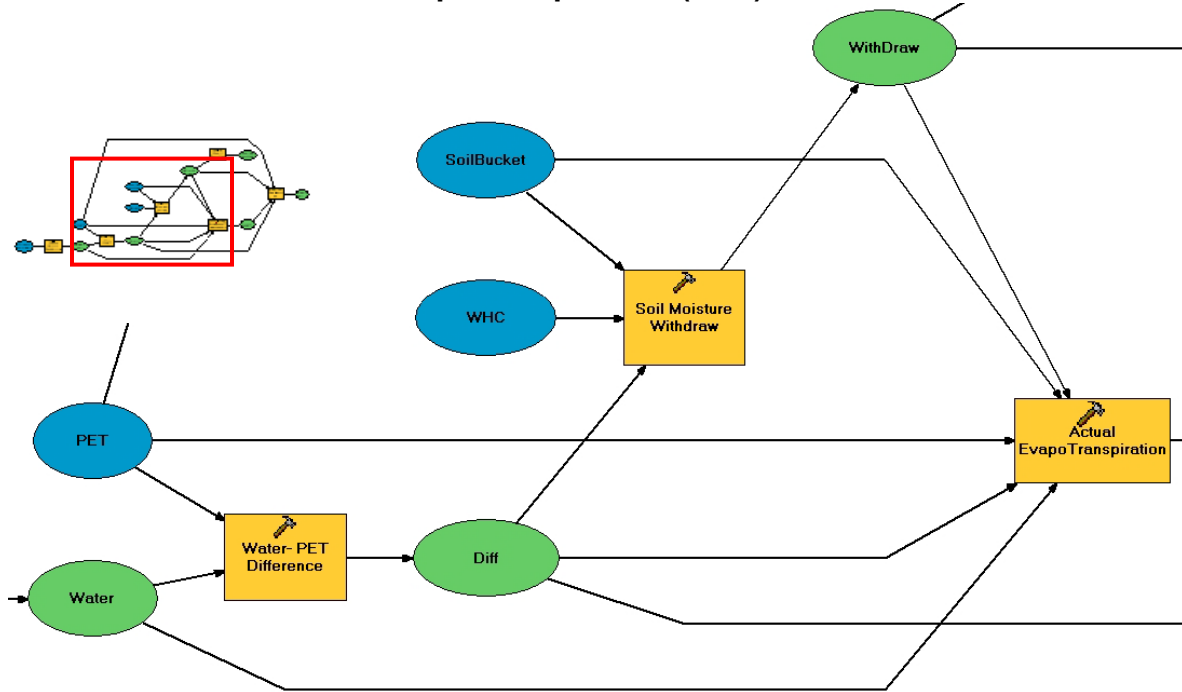 WithDraw
SoilBucket
Soil Moisture
Withdraw
WHC
PET
Actual
EvapoTranspiration
Water- PET
Difference
Diff
Water